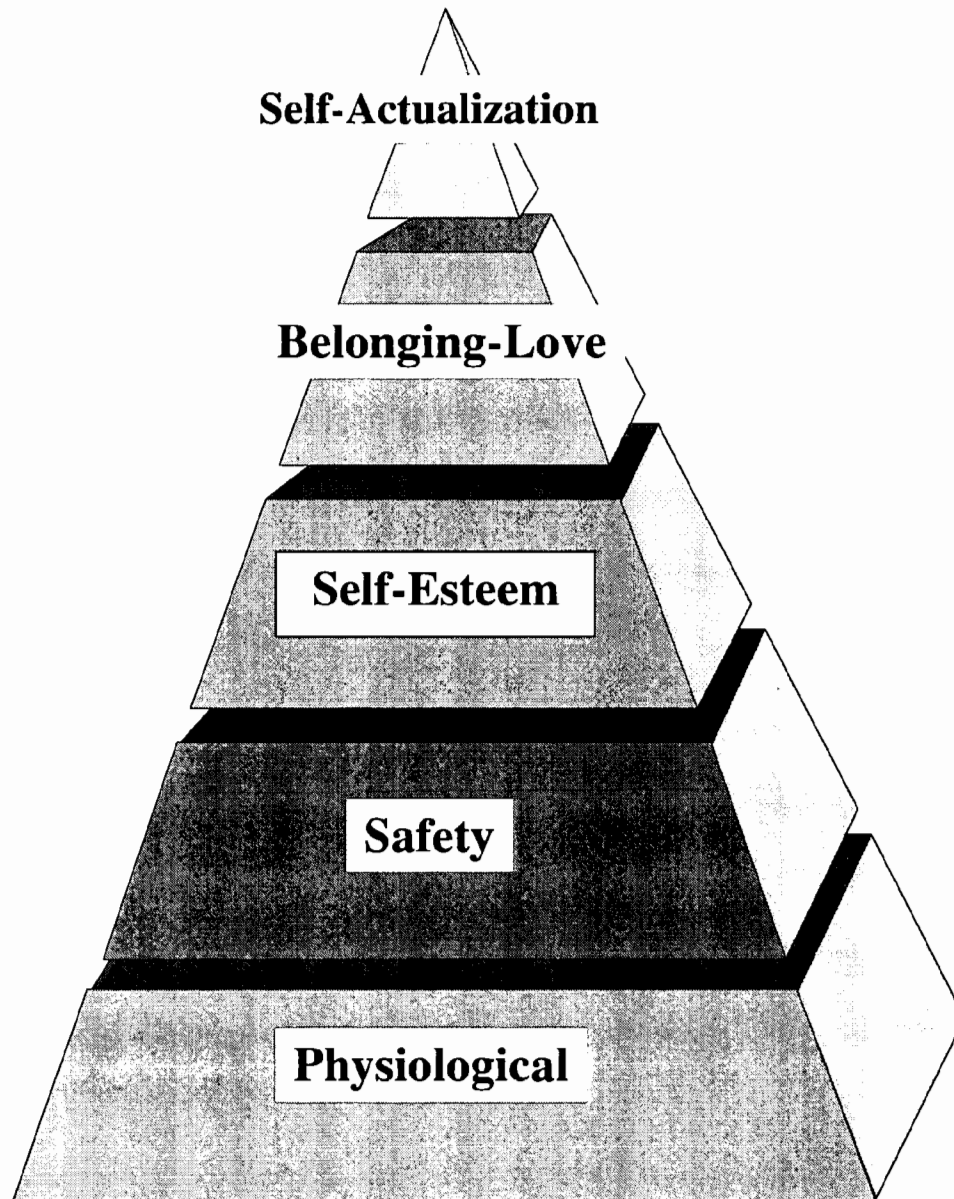 Self-Actualization
Belonging-Love
Self-Esteem
Safety
Physiological